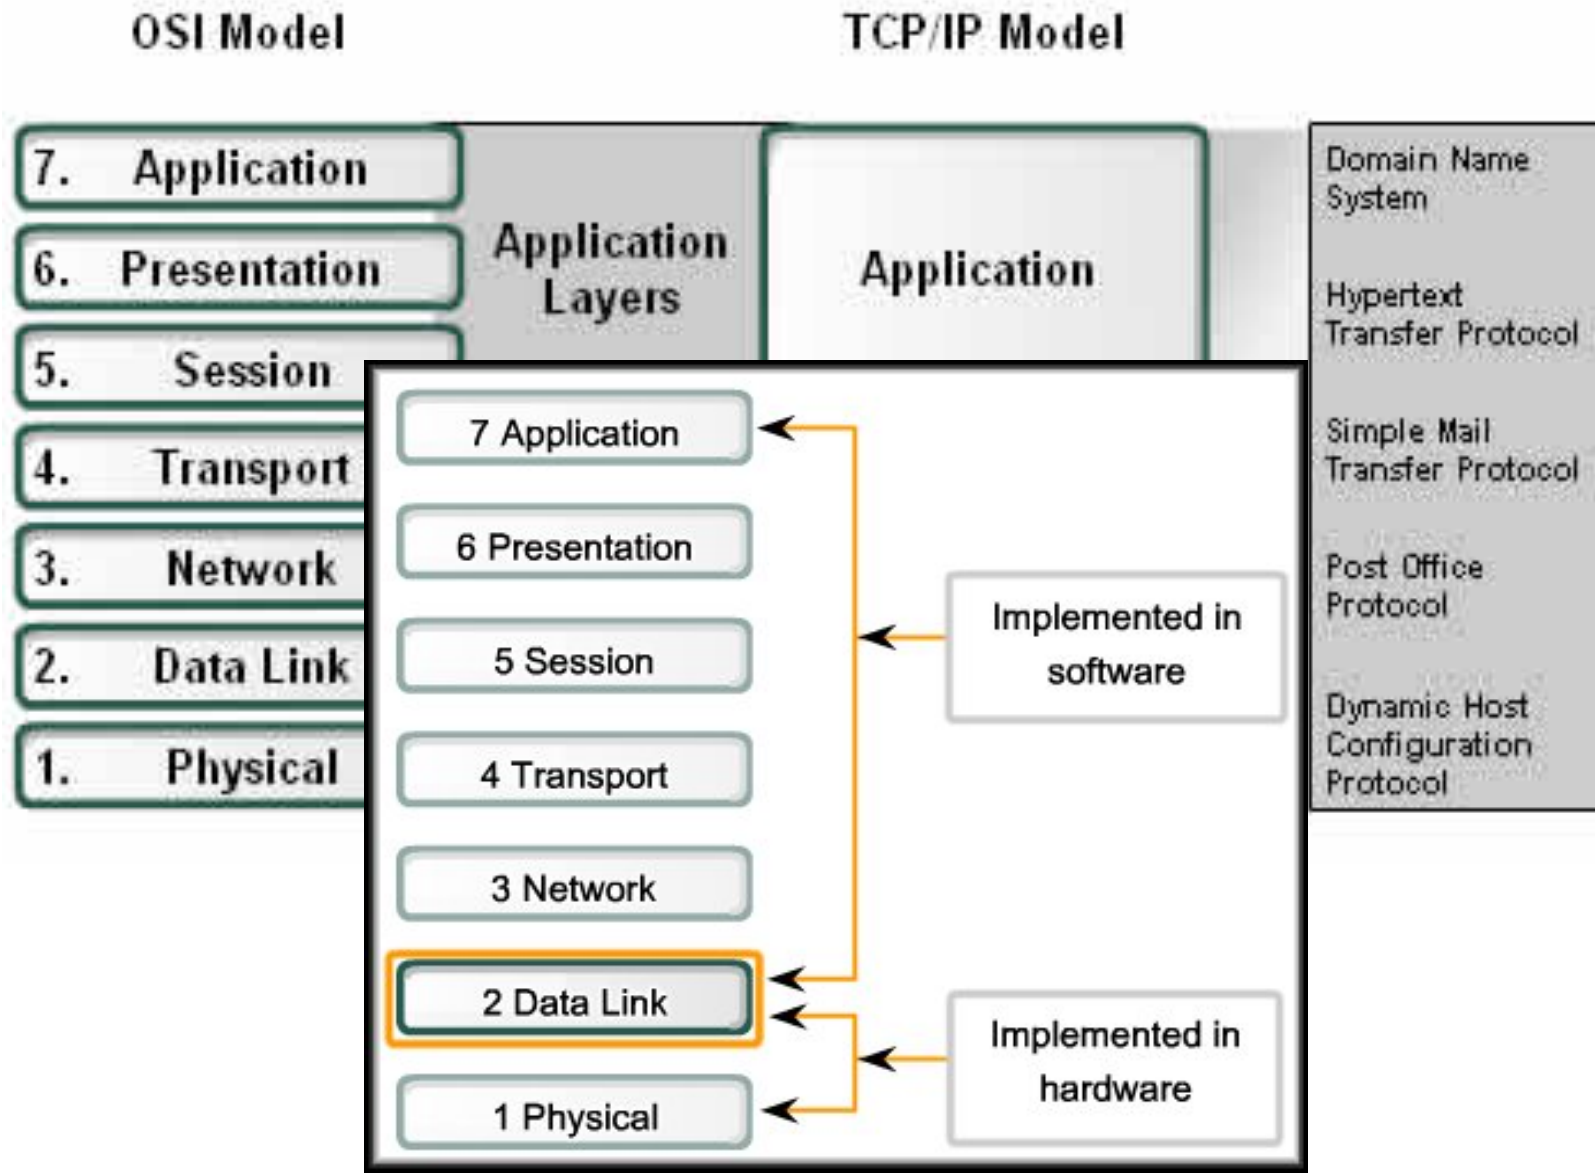 OSI Model
TCP/IP Model
7. Application
6. Presentation
5. Session
4. Transport
3. Network
2. Data Link
1. Physical
Application
Layers
Application
Domain Name
System
Hypertext
Transfer Protocol
Simple Mail
Transfer Protocol
Post Office
Protocol
Dynamic Host
Configuration
Protocol
7 Application
6 Presentation
5 Session
4 Transport
3 Network
2 Data Link
1 Physical
Implemented in
software
Implemented in
hardware